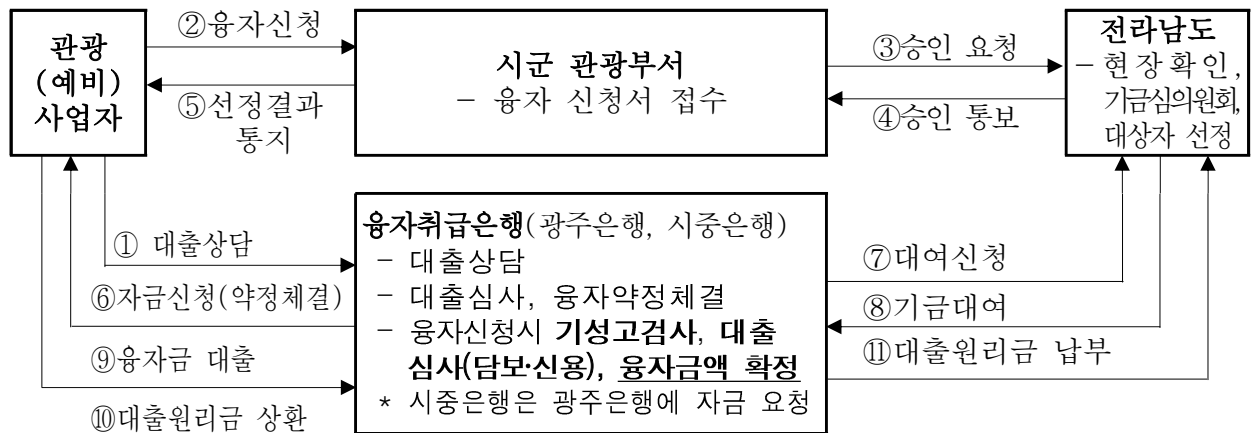 관광
(예비)
사업자
②융자신청
⑤선정결과
통지
시군 관광부서
- 융자 신청서 접수
③승인 요청
④승인 통보
전라남도
- 현장확인,
기금심의원회,
대상자 선정
① 대출상담
⑥자금신청(약정체결)
⑨융자금 대출
⑩대출원리금 상환
융자취급은행(광주은행, 시중은행)
- 대출상담
- 대출심사, 융자약정체결
- 융자신청시 기성고검사, 대출
심사(담보·신용), 융자금액 확정
* 시중은행은 광주은행에 자금 요청
⑦대여신청
⑧기금대여
⑪대출원리금 납부